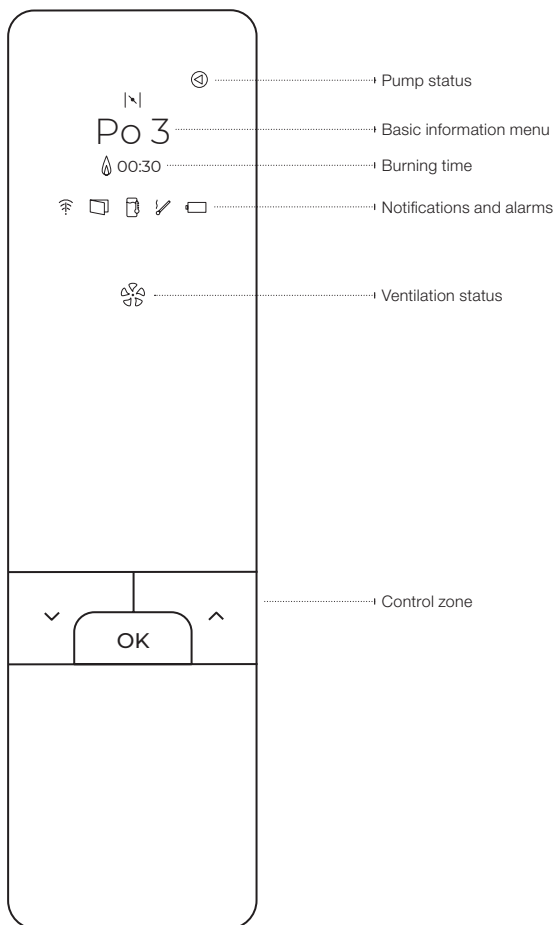 Pump status
Po 3
Basic information menu
00:30
Burning time
Notifications and alarms
Ventilation status
Control zone
OK